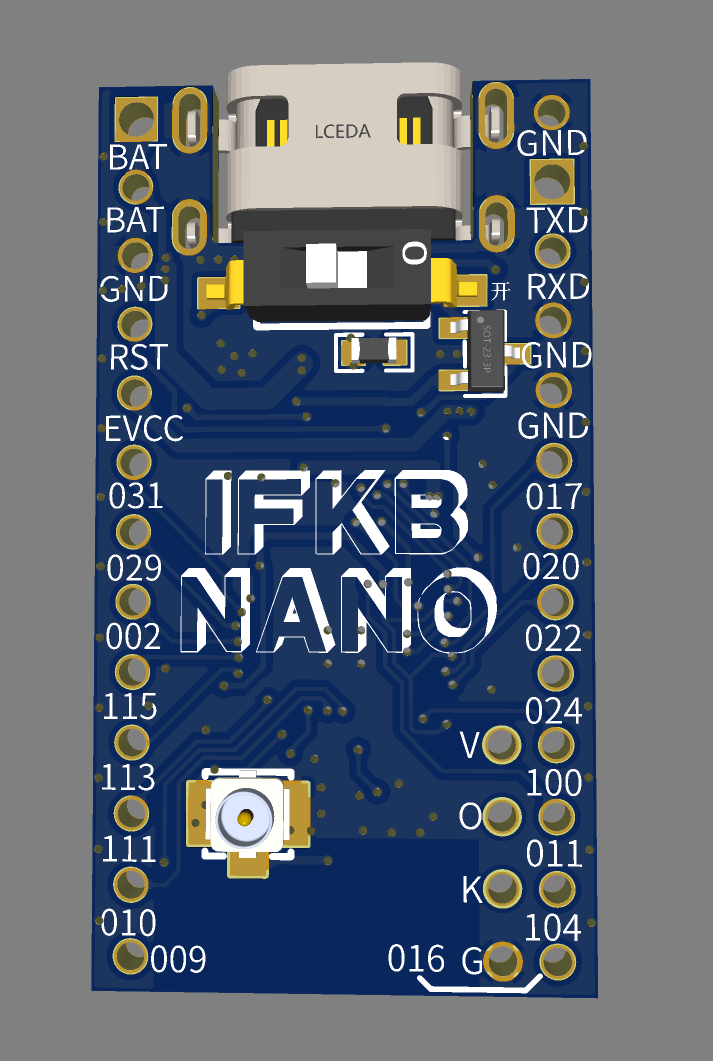 LCEDA
GND
BAT
TXD
BAT
O
RXD
GND
开
SOT-23-3P
GND
RST
GND
EVCC
IFKB
017
031
NANO
020
029
022
002
024
115
V
100
113
O
011
111
K
104
010
009
016
G